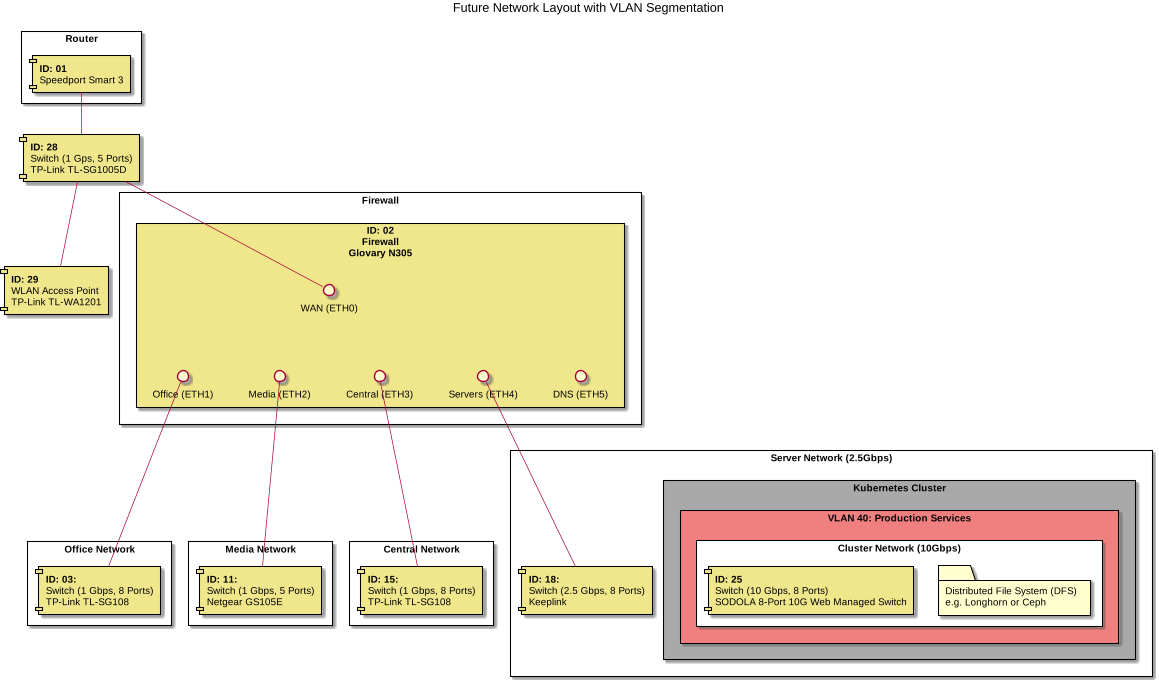 Future Network Layout with VLAN Segmentation
Router
ID: 01
Speedport Smart 3
ID: 28
Switch (1 Gps, 5 Ports)
TP-Link TL-SG1005D
ID: 29
WLAN Access Point
TP-Link TL-WA1201
Firewall
ID: 02
Firewall
Glovary N305
WAN (ETH0)
Office (ETH1)
Media (ETH2)
Central (ETH3)
Servers (ETH4)
DNS (ETH5)
Office Network
ID: 03:
Switch (1 Gbps, 8 Ports)
TP-Link TL-SG108
Media Network
ID: 11:
Switch (1 Gbps, 5 Ports)
Netgear GS105E
Central Network
ID: 15:
Switch (1 Gbps, 8 Ports)
TP-Link TL-SG108
Server Network (2.5Gbps)
ID: 18:
Switch (2.5 Gbps, 8 Ports)
Keeplink
Kubernetes Cluster
VLAN 40: Production Services
Cluster Network (10Gbps)
ID: 25
Switch (10 Gbps, 8 Ports)
SODOLA 8-Port 10G Web Managed Switch
Distributed File System (DFS)
e.g. Longhorn or Ceph